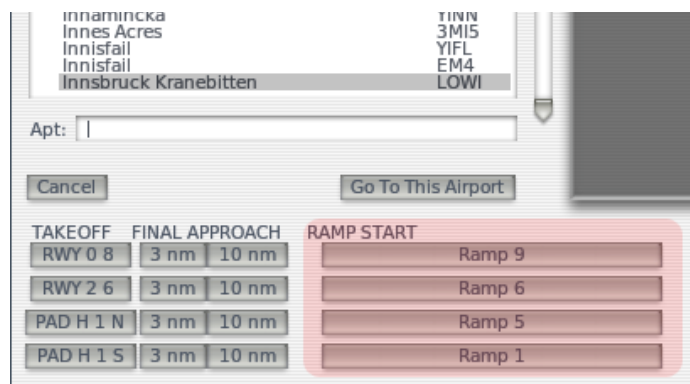 Innamincka YINN
Innes Acres 3MI5
Innisfail YIFL
Innisfail EM4
Innsbruck Kranebitten LOWI
Apt:
Cancel Go To This Airport
TAKEOFF FINAL APPROACH RAMP START
RWY 0 8 3 nm 10 nm Ramp 9
RWY 2 6 3 nm 10 nm Ramp 6
PAD H 1 N 3 nm 10 nm Ramp 5
PAD H 1 S 3 nm 10 nm Ramp 1